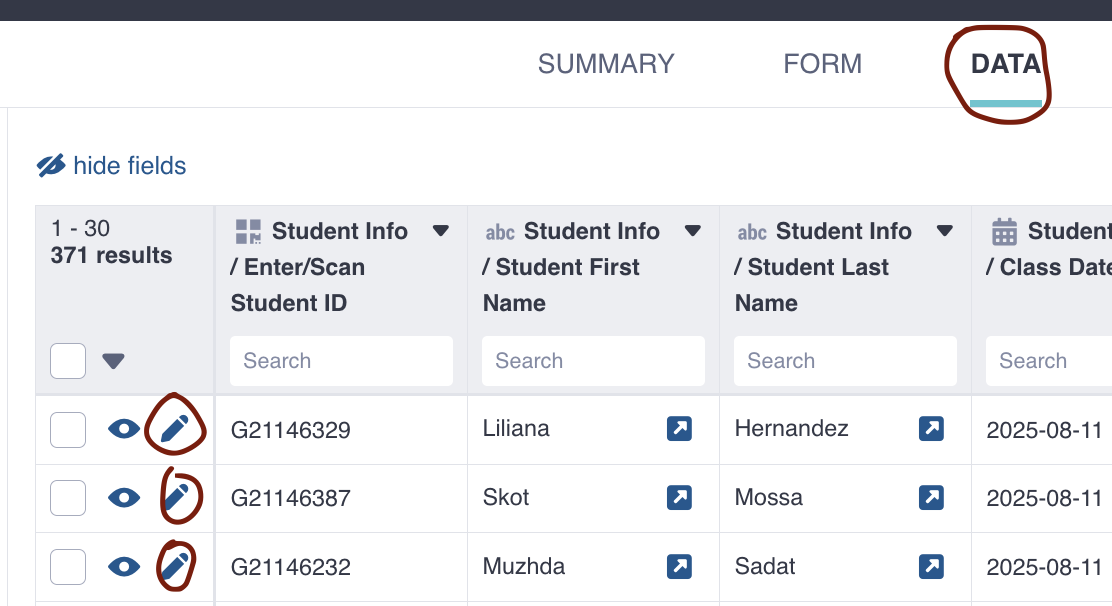 SUMMARY FORM DATA
hide fields
1 - 30
371 results
Student Info
/ Enter/Scan
Student ID
Search
abc Student Info
/ Student First
Name
Search
abc Student Info
/ Student Last
Name
Search
Student
/ Class Date
Search
G21146329 Liliana Hernandez 2025-08-11
G21146387 Skot Mossa 2025-08-11
G21146232 Muzhda Sadat 2025-08-11